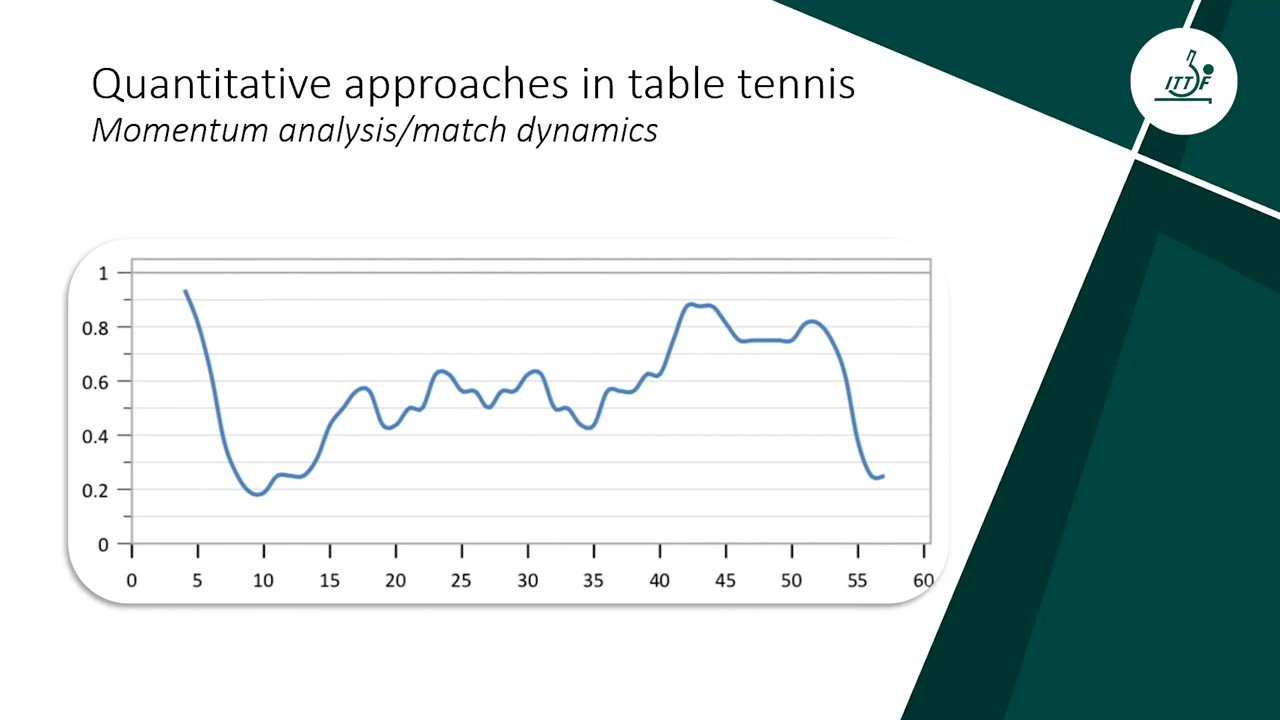 Quantitative approaches in table tennis
Momentum analysis/match dynamics
ITTF
1
0.8
0.6
0.4
0.2
0
0 5 10 15 20 25 30 35 40 45 50 55 60